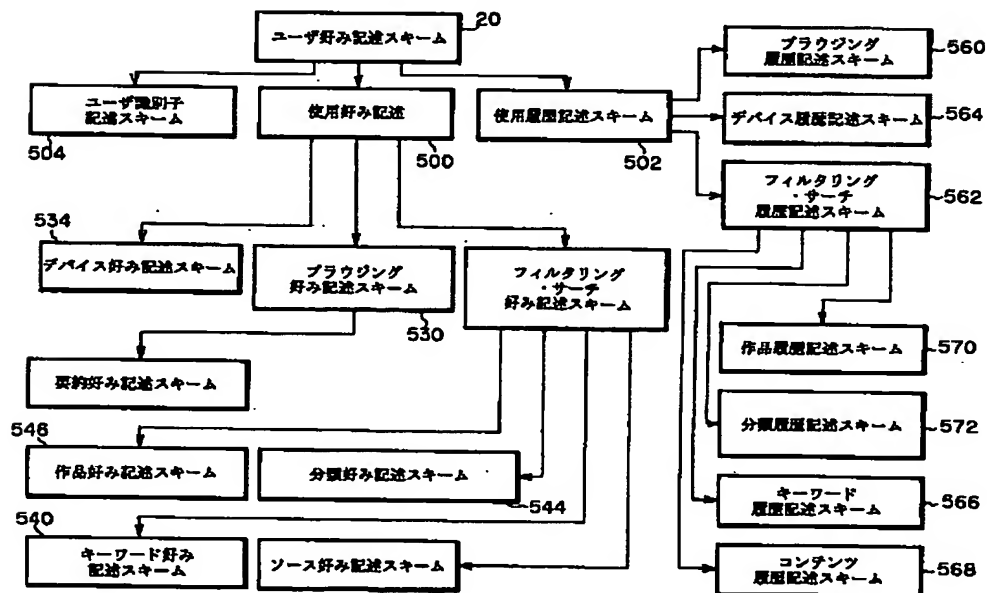 20
ユーザ好み記述スキーム
ユーザ識別子
記述スキーム
504
使用好み記述
500
使用履歴記述スキーム
502
ブラウジング
履歴記述スキーム
560
デバイス履歴記述スキーム
564
フィルタリング
・サーチ
履歴記述スキーム
562
534
デバイス好み記述スキーム
ブラウジング
好み記述スキーム
530
フィルタリング
・サーチ
好み記述スキーム
要約好み記述スキーム
546
作品好み記述スキーム
分類好み記述スキーム
544
540
キーワード好み
記述スキーム
ソース好み記述スキーム
作品履歴記述スキーム
570
分類履歴記述スキーム
572
キーワード
履歴記述スキーム
566
コンテンツ
履歴記述スキーム
568